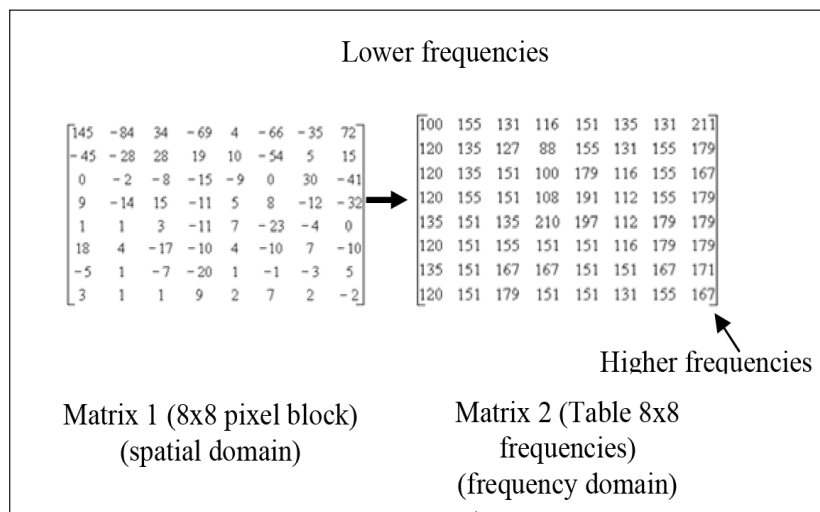 Lower frequencies
145 -84 34 -69 4 -66 -35 72
-45 -28 28 19 10 -54 5 15
0 -2 -8 -15 -9 0 30 -41
9 -14 15 -11 5 8 -12 -32
1 1 3 -11 7 -23 -4 0
18 4 -17 -10 4 -10 7 -10
-5 1 -7 -20 1 -1 -3 5
3 1 1 9 2 7 2 -2
100 155 131 116 151 135 131 211
120 135 127 88 155 131 155 179
120 135 151 100 179 116 155 167
120 155 151 108 191 112 155 179
135 151 135 210 197 112 179 179
120 151 155 151 151 116 179 179
135 151 167 167 151 151 167 171
120 151 179 151 151 131 155 167
Higher frequencies
Matrix 1 (8x8 pixel block)
(spatial domain)
Matrix 2 (Table 8x8
frequencies)
(frequency domain)